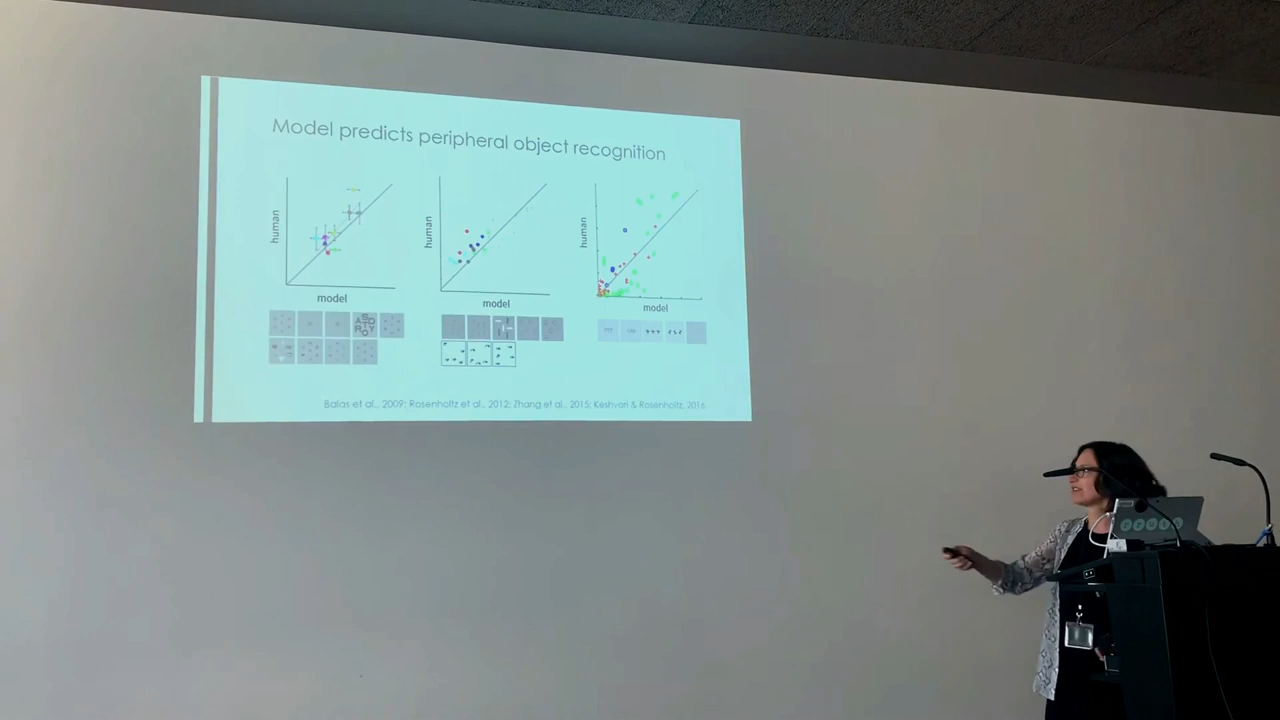 Model predicts peripheral object recognition
human
model
human
model
human
model
Balas et al., 2009; Rosenholtz et al., 2012; Zhang et al., 2015; Keshvari & Rosenholtz, 2016